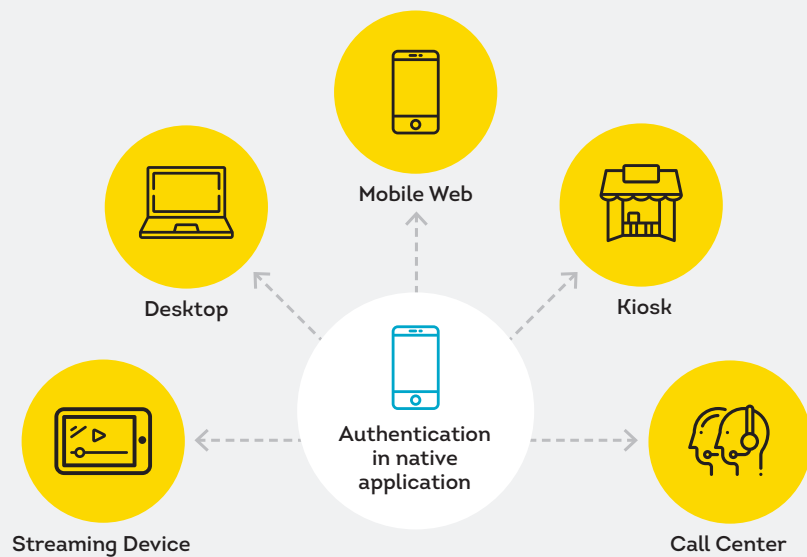 Mobile Web
Desktop
Kiosk
Authentication
in native
application
Streaming Device
Call Center